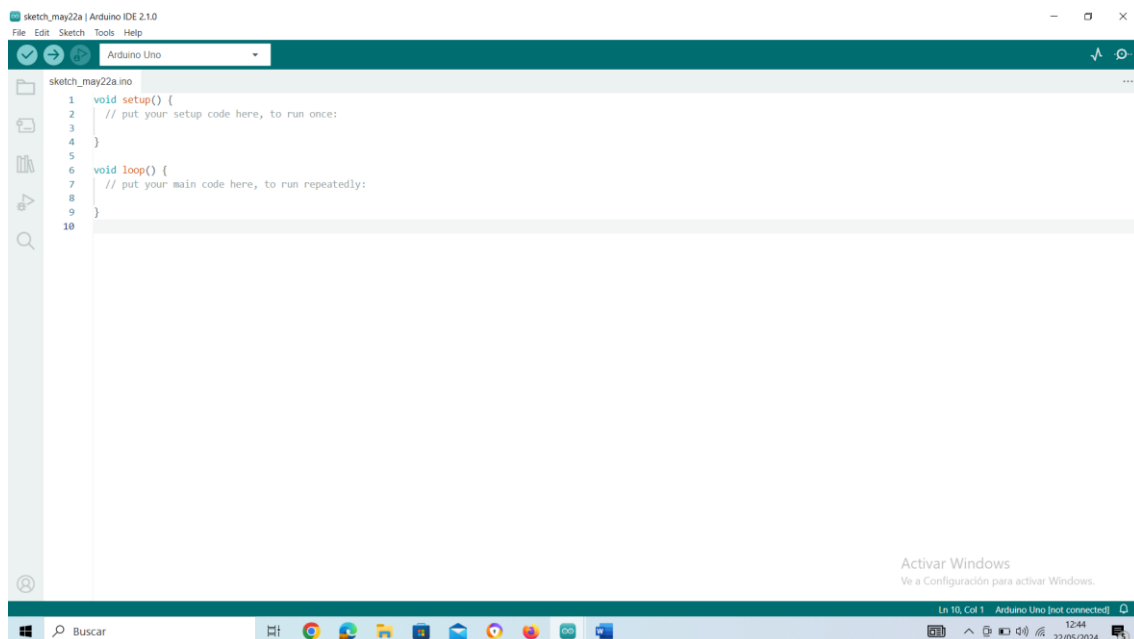 sketch_may22a | Arduino IDE 2.1.0
File Edit Sketch Tools Help
Arduino Uno
sketch_may22a.ino
1 void setup() {
2 // put your setup code here, to run once:
3
4 }
5
6 void loop() {
7 // put your main code here, to run repeatedly:
8
9 }
10
Activar Windows
Ve a Configuración para activar Windows.
Ln 10, Col 1 Arduino Uno [not connected]
Buscar
12:44
22/05/2024